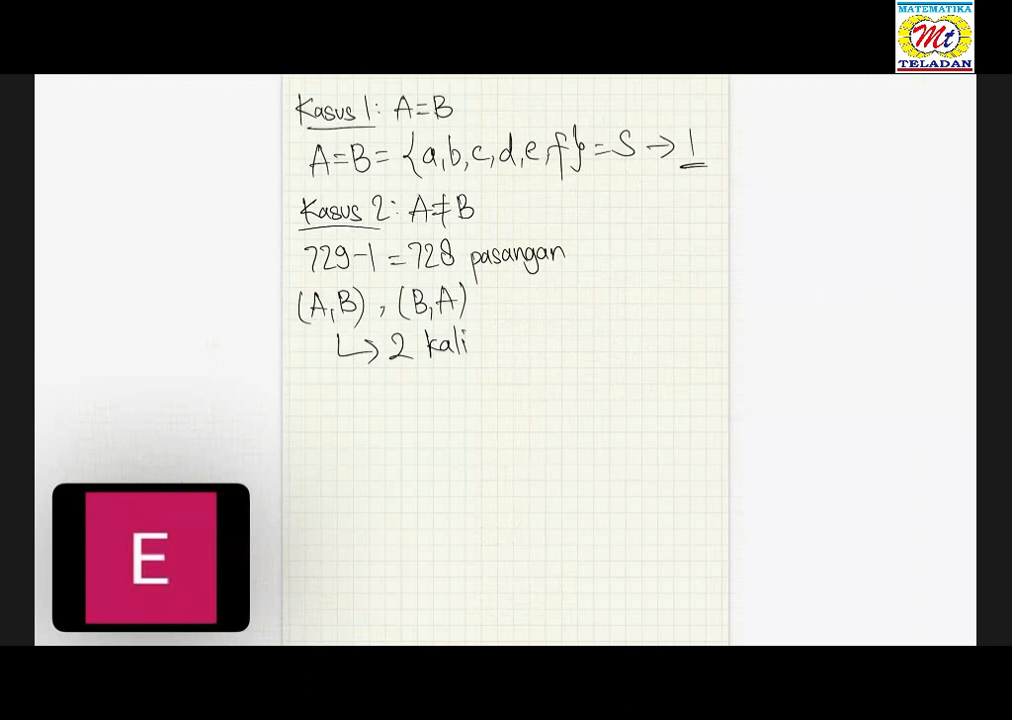 MATEMATIKA
Mt
TELADAN
Kasus 1: A=B
A=B= {a,b,c,d,e,f} = S → 1
Kasus 2: A≠B
729-1 = 728 pasangan
(A,B) , (B,A)
↳ 2 kali
E